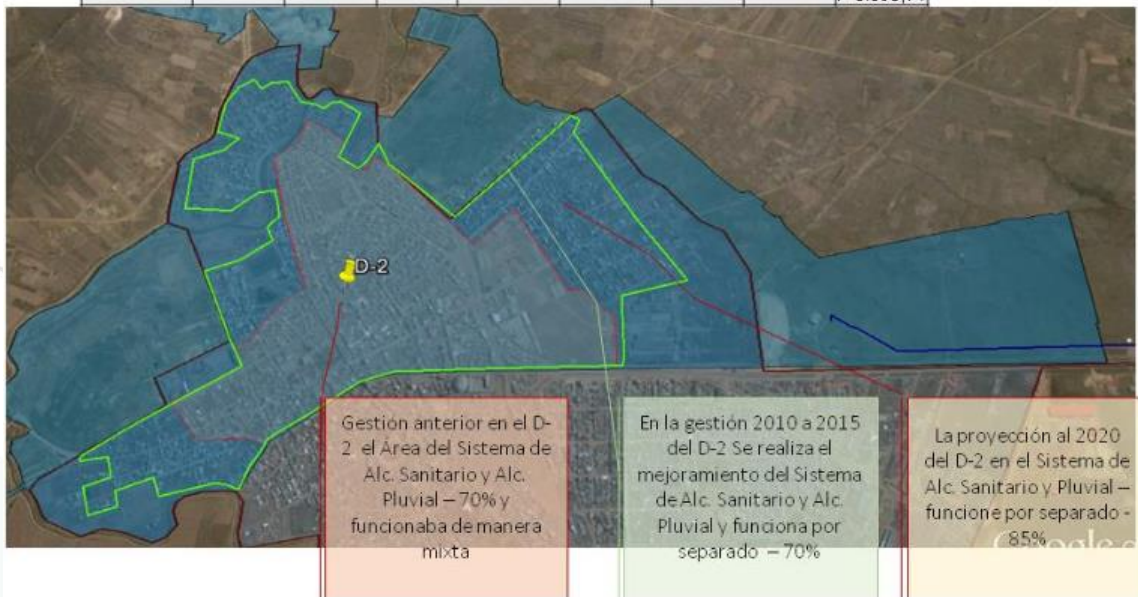 D-2
Gestión anterior en el D-
2 el Área del Sistema de
Alc. Sanitario y Alc.
Pluvial – 70% y
funcionaba de manera
mixta
En la gestión 2010 a 2015
del D-2 Se realiza el
mejoramiento del Sistema
de Alc. Sanitario y Alc.
Pluvial y funciona por
separado – 70%
La proyección al 2020
del D-2 en el Sistema de
Alc. Sanitario y Pluvial –
funcione por separado -
85%
Google